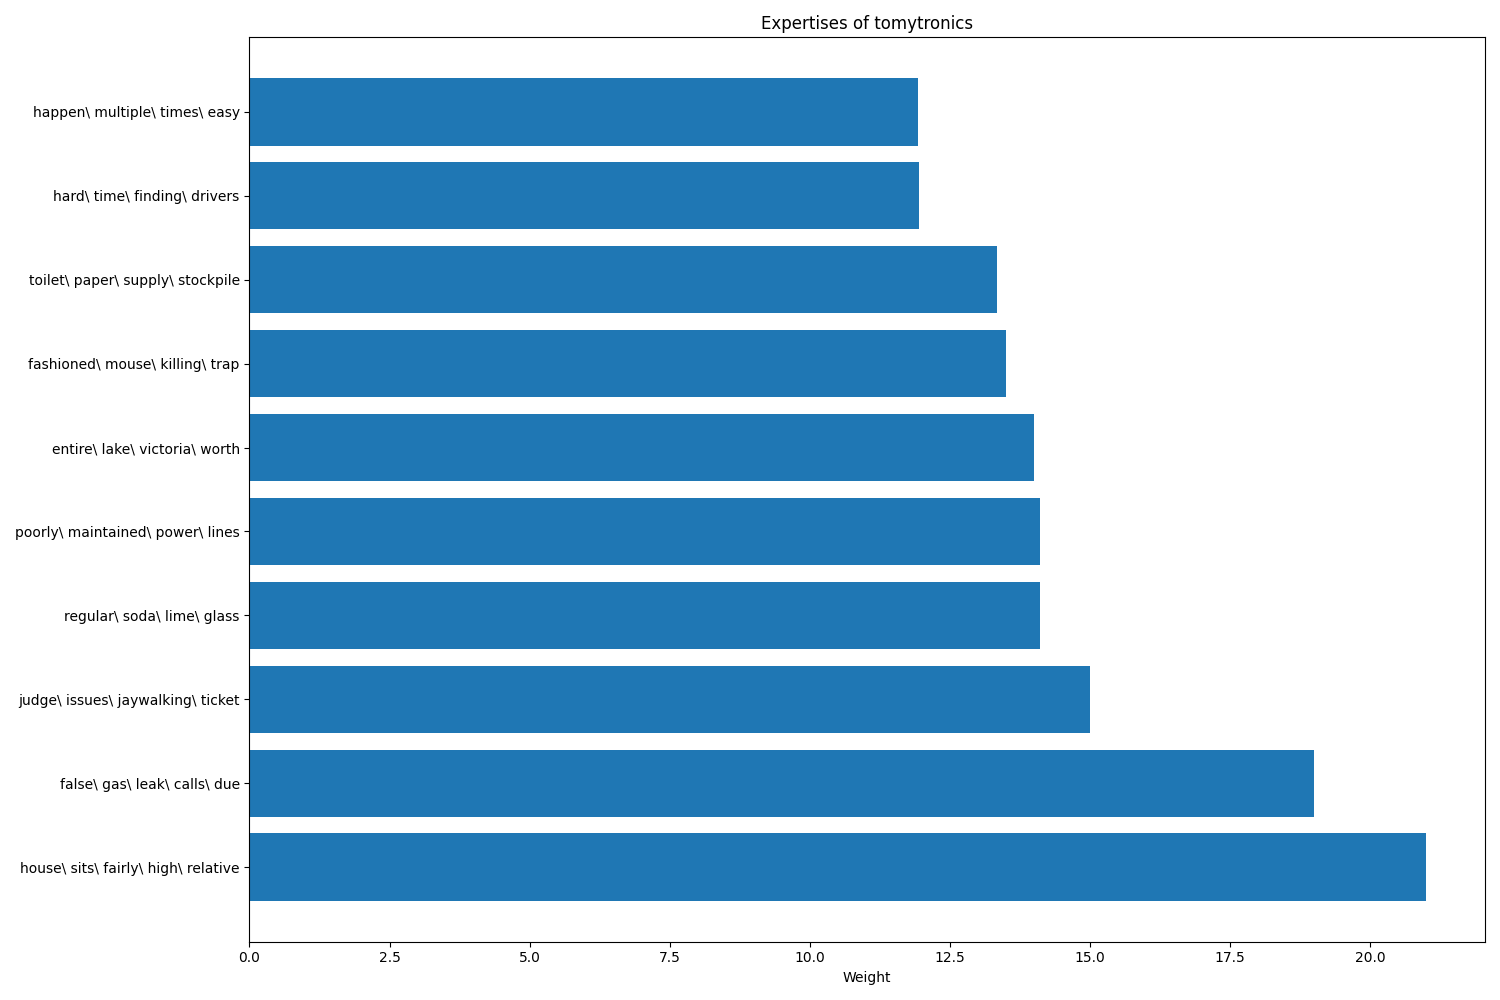 Expertises of tomytronics
happen\ multiple\ times\ easy
hard\ time\ finding\ drivers
toilet\ paper\ supply\ stockpile
fashioned\ mouse\ killing\ trap
entire\ lake\ victoria\ worth
poorly\ maintained\ power\ lines
regular\ soda\ lime\ glass
judge\ issues\ jaywalking\ ticket
false\ gas\ leak\ calls\ due
house\ sits\ fairly\ high\ relative
0.0 2.5 5.0 7.5 10.0 12.5 15.0 17.5 20.0
Weight